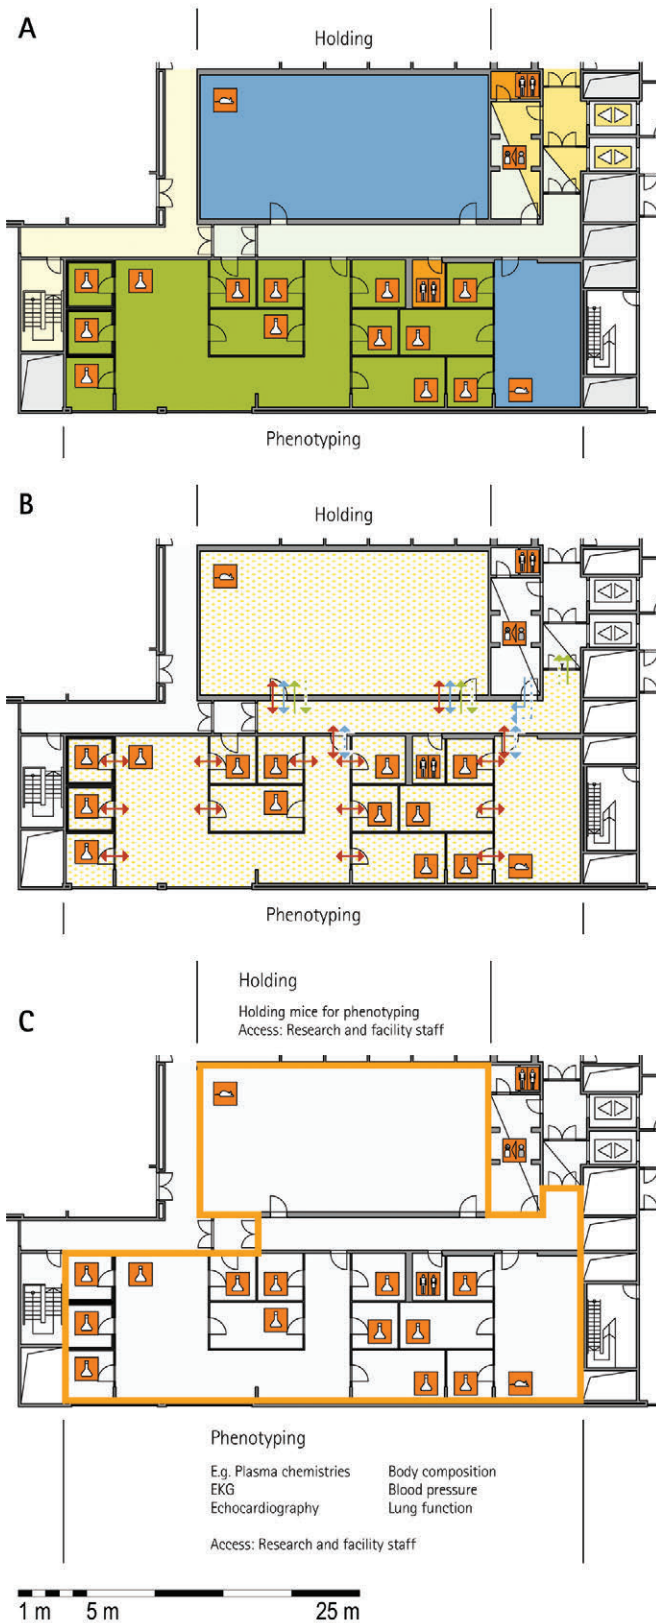 A
Holding
Phenotyping
B
Holding
Phenotyping
Holding
Holding mice for phenotyping
Access: Research and facility staff
C
Phenotyping
E.g. Plasma chemistries Body composition
EKG Blood pressure
Echocardiography Lung function
Access: Research and facility staff
1 m 5 m 25 m